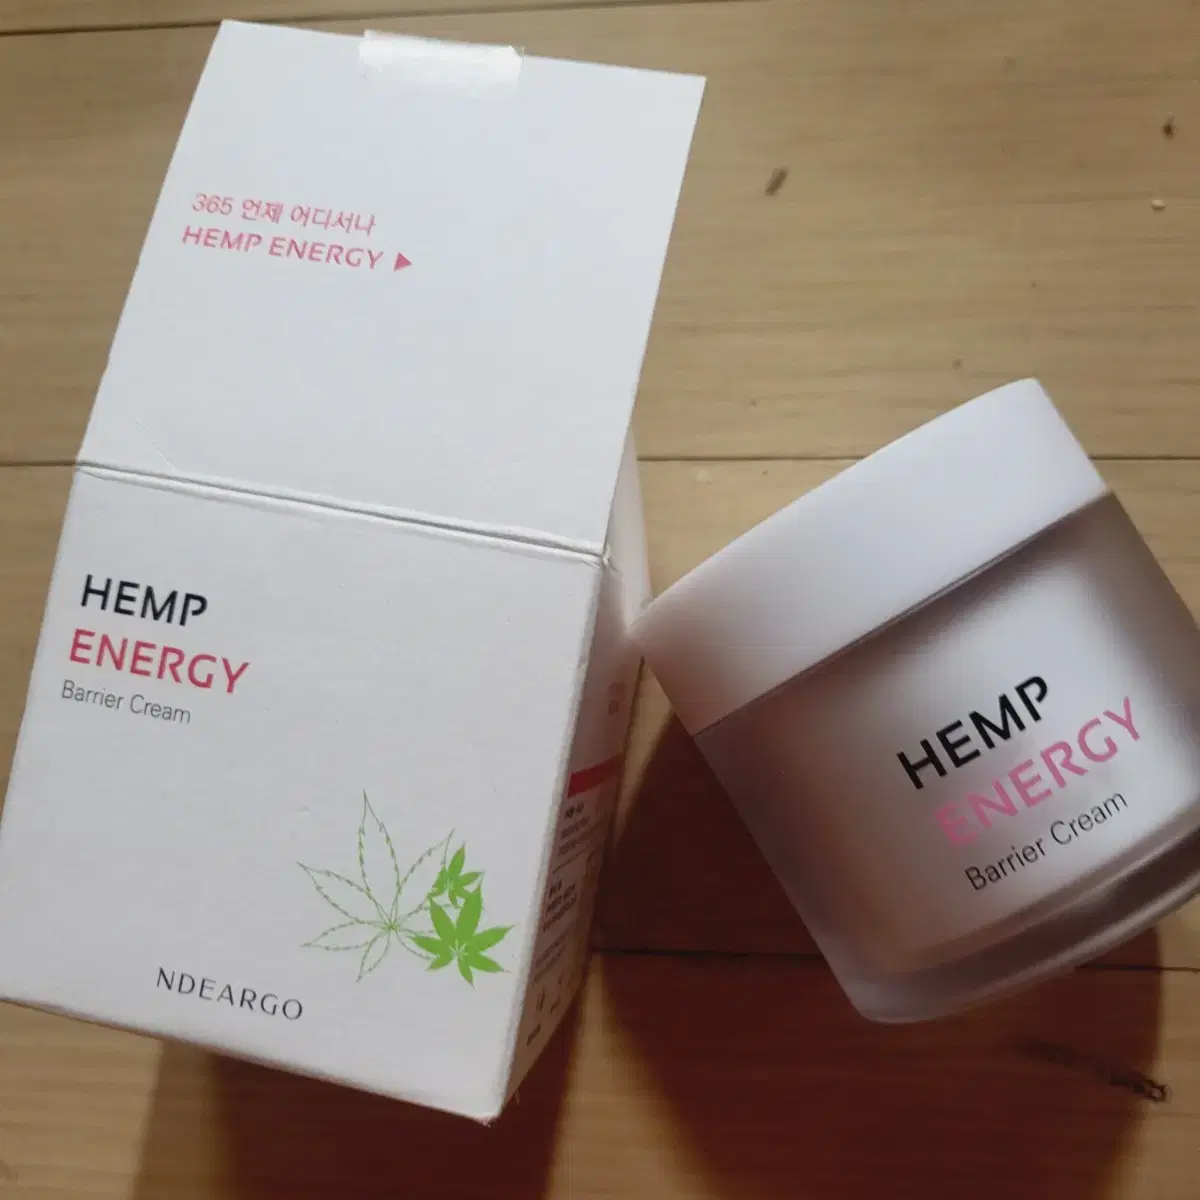 365 언제 어디서나
HEMP ENERGY ▶
HEMP
ENERGY
Barrier Cream
NDEARGO
HEMP
ENERGY
Barrier Cream